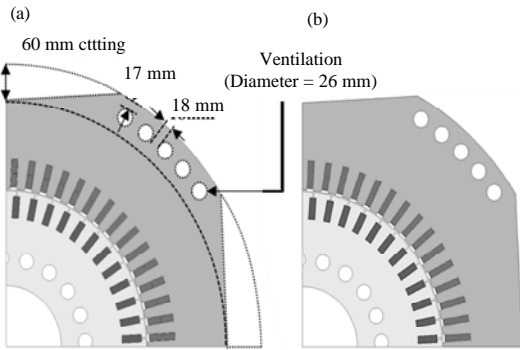 (a)
(b)
60 mm cttting
17 mm
18 mm
Ventilation
(Diameter = 26 mm)